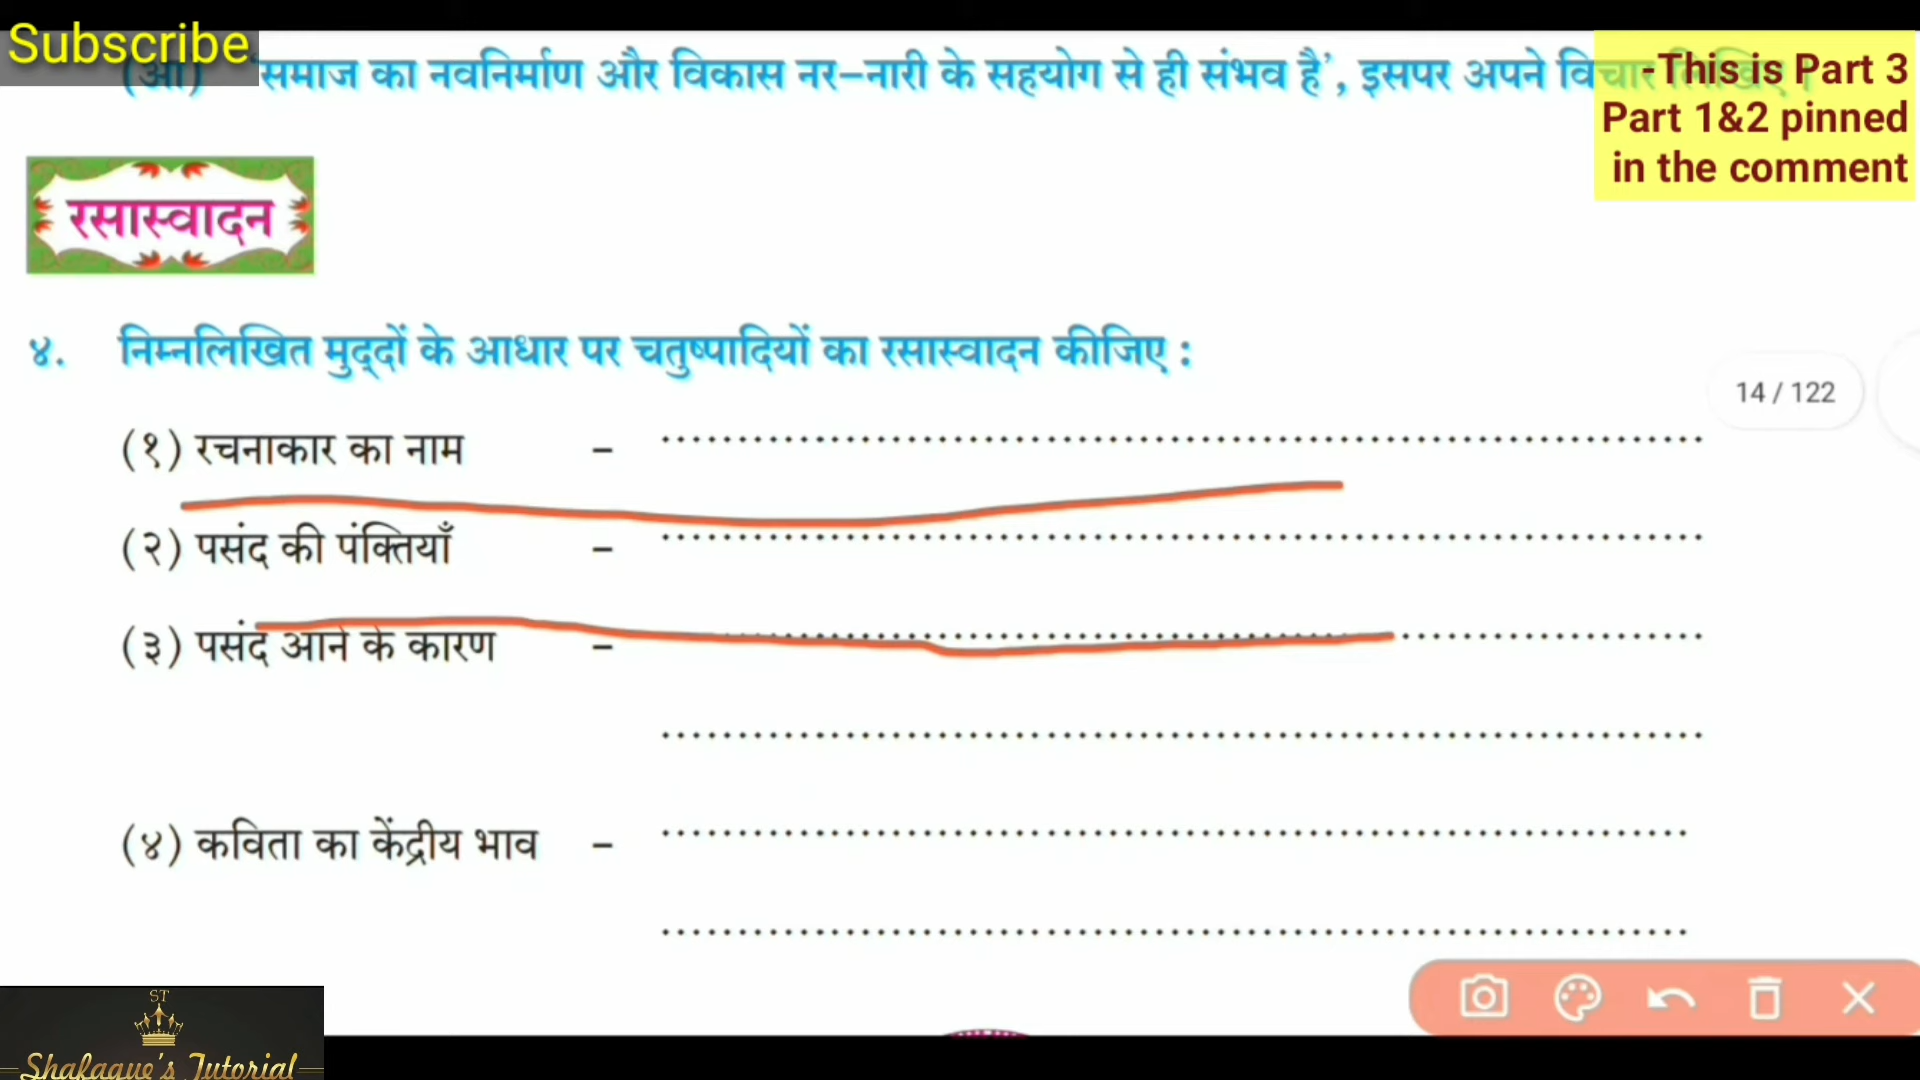 Subscribe
(आ) 'समाज का नवनिर्माण और विकास नर-नारी के सहयोग से ही संभव है', इसपर अपने विचार लिखिए।
-This is Part 3
Part 1&2 pinned
in the comment
रसास्वादन
४. निम्नलिखित मुद्दों के आधार पर चतुष्पादियों का रसास्वादन कीजिए :
14 / 122
(१) रचनाकार का नाम –
(२) पसंद की पंक्तियाँ –
(३) पसंद आने के कारण –
(४) कविता का केंद्रीय भाव –
ST
Shafaque's Tutorial